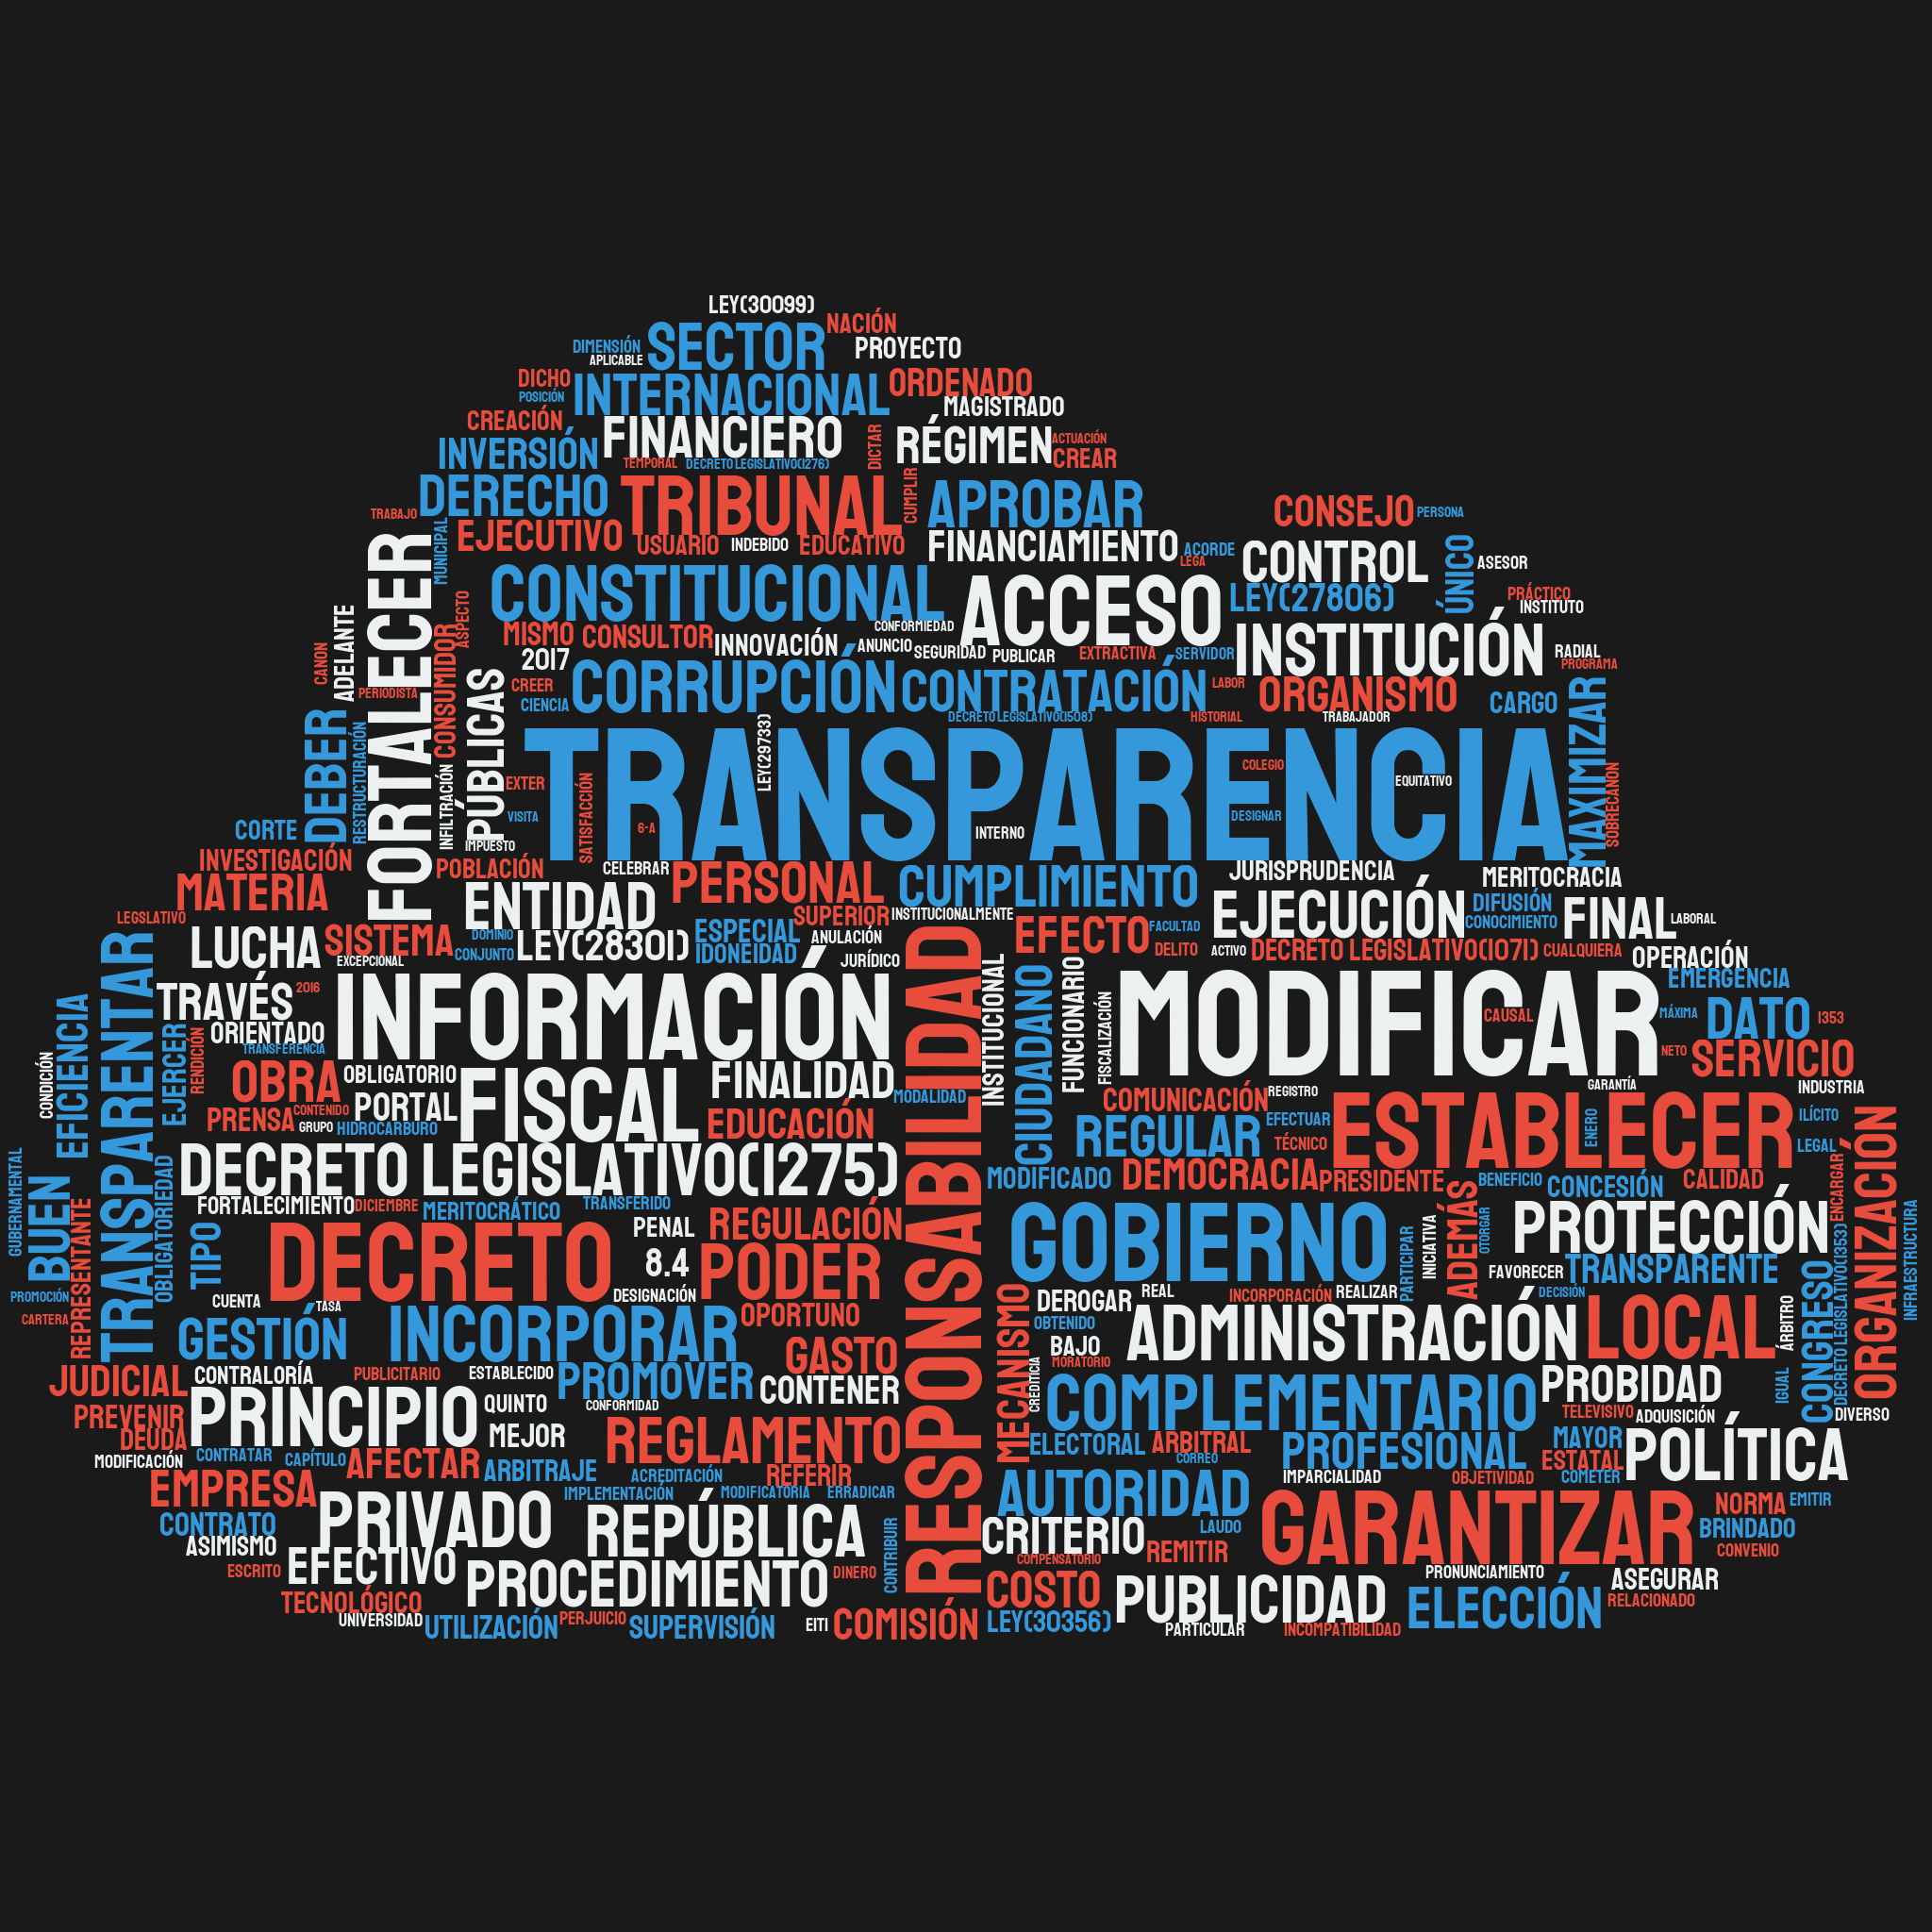 LEY(30099)
NACIÓN
SECTOR
DIMENSIÓN
APLICABLE
PROYECTO
DICHO
POSICIÓN
INTERNACIONAL
ORDENADO
MAGISTRADO
CREACIÓN
FINANCIERO
DICTAR
RÉGIMEN
ACTUACIÓN
CREAR
INVERSIÓN
TEMPORAL
DECRETO LEGISLATIVO(1276)
DERECHO
TRIBUNAL
CUMPLIR
APROBAR
CONSEJO
PERSONA
TRABAJO
MUNICIPAL
EJECUTIVO
USUARIO
INDEBIDO
EDUCATIVO
FINANCIAMIENTO
ACORDE
LEGA
CONTROL
ÚNICO
ASESOR
FORTALECER
CONSTITUCIONAL
ACCESO
LEY(27806)
PRÁCTICO
INSTITUTO
ASPECTO
ADELANTE
CANON
PERIODISTA
CONSUMIDOR
MISMO
CONSULTOR
INNOVACIÓN
CONFORMIEDAD
ANUNCIO
SEGURIDAD
PUBLICAR
EXTRACTIVA
SERVIDOR
INSTITUCIÓN
RADIAL
PROGRAMA
2017
CREER
CIENCIA
CORRUPCIÓN
CONTRATACIÓN
LABOR
ORGANISMO
CARGO
MAXIMIZAR
DEBER
RESTRUCTURACIÓN
PÚBLICAS
INFILTRACIÓN
DECRETO LEGISLATIVO(1508)
HISTORIAL
TRABAJADOR
LEY(29733)
TRANSPARENCIA
COLEGIO
EQUITATIVO
SOBRECANON
EXTER
VISITA
SATISFACCIÓN
6-A
INTERNO
DESIGNAR
CORTE
IMPUESTO
INVESTIGACIÓN
MATERIA
POBLACIÓN
CELEBRAR
PERSONAL
CUMPLIMIENTO
JURISPRUDENCIA
MERITOCRACIA
LEGSLATIVO
ENTIDAD
SUPERIOR
INSTITUCIONALMENTE
EFECTO
FACULTAD
EJECUCIÓN
DIFUSIÓN
CONOCIMIENTO
FINAL
LABORAL
LUCHA
SISTEMA
DOMINIO
CONJUNTO
EXCEPCIONAL
LEY(28301)
ESPECIAL
IDONEIDAD
ANULACIÓN
JURÍDICO
DELITO
ACTIVO
DECRETO LEGISLATIVO(1071)
CUALQUIERA
OPERACIÓN
EMERGENCIA
TRAVÉS
2016
INFORMACIÓN
RESPONSABILIDAD
INSTITUCIONAL
CIUDADANO
FUNCIONARIO
FISCALIZACIÓN
MODIFICAR
CAUSAL
MÁXIMA
DATO
1353
TRANSPARENTAR
EFICIENCIA
CONDICIÓN
ORIENTADO
TRANSFERENCIA
EJERCER
RENDICIÓN
NETO
SERVICIO
OBRA
OBLIGATORIO
FISCAL
FINALIDAD
MODALIDAD
COMUNICACIÓN
REGISTRO
GARANTÍA
INDUSTRIA
PRENSA
CONTENIDO
GRUPO
PORTAL
HIDROCARBURO
EDUCACIÓN
REGULAR
EFECTUAR
TÉCNICO
ESTABLECER
ENERO
ILÍCITO
LEGAL
ORGANIZACIÓN
DECRETO LEGISLATIVO(1275)
MODIFICADO
DEMOCRACIA
PRESIDENTE
BENEFICIO
CONCESIÓN
CALIDAD
ENCARGAR
GUBERNAMENTAL
BUEN
REPRESENTANTE
OBLIGATORIEDAD
FORTALECIMIENTO
DICIEMBRE
MERITOCRÁTICO
TRANSFERIDO
TIPO
DECRETO
PENAL
8.4
REGULACIÓN
PODER
GOBIERNO
PARTICIPAR
INICIATIVA
ADEMÁS
OTORGAR
PROTECCIÓN
INFRAESTRUCTURA
FAVORECER
TRANSPARENTE
PROMOCIÓN
CARTERA
CUENTA
TASA
DESIGNACIÓN
DEROGAR
REAL
INCORPORACIÓN
REALIZAR
DECISIÓN
GESTIÓN
INCORPORAR
OPORTUNO
MECANISMO
OBTENIDO
BAJO
MORATORIO
CREDITICIA
ADMINISTRACIÓN
LOCAL
ÁRBITRO
CONGRESO
DECRETO LEGISLATIVO(1353)
JUDICIAL
CONTRALORÍA
PUBLICITARIO
ESTABLECIDO
PROMOVER
GASTO
CONTENER
COMPLEMENTARIO
PROBIDAD
IGUAL
PREVENIR
DEUDA
PRINCIPIO
QUINTO
CONFORMIDAD
MEJOR
REGLAMENTO
TELEVISIVO
ADQUISICIÓN
DIVERSO
MODIFICACIÓN
CONTRATAR
CAPÍTULO
AFECTAR
ARBITRAJE
ACREDITACIÓN
REFERIR
ELECTORAL
ARBITRAL
CORREO
PROFESIONAL
MAYOR
ESTATAL
POLÍTICA
EMPRESA
IMPLEMENTACIÓN
MODIFICATORIA
ERRADICAR
AUTORIDAD
IMPARCIALIDAD
OBJETIVIDAD
COMETER
CONTRATO
PRIVADO
REPÚBLICA
CONTRIBUIR
CRITERIO
LAUDO
GARANTIZAR
NORMA
EMITIR
BRINDADO
CONVENIO
ASIMISMO
ESCRITO
EFECTIVO
PROCEDIMIENTO
DINERO
COMPENSATORIO
REMITIR
PRONUNCIAMIENTO
ASEGURAR
TECNOLÓGICO
COSTO
PUBLICIDAD
ELECCIÓN
RELACIONADO
UNIVERSIDAD
UTILIZACIÓN
PERJUICIO
SUPERVISIÓN
EITI
COMISIÓN
LEY(30356)
PARTICULAR
INCOMPATIBILIDAD